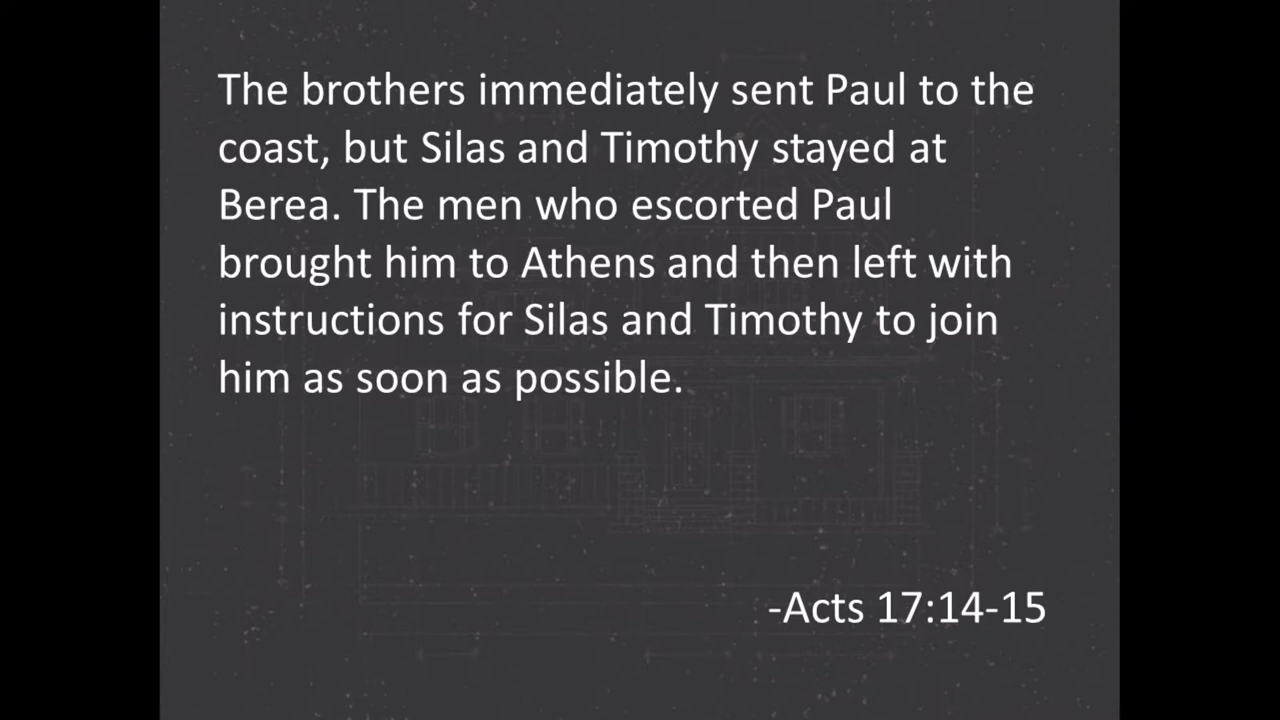 The brothers immediately sent Paul to the
coast, but Silas and Timothy stayed at
Berea. The men who escorted Paul
brought him to Athens and then left with
instructions for Silas and Timothy to join
him as soon as possible.
-Acts 17:14-15